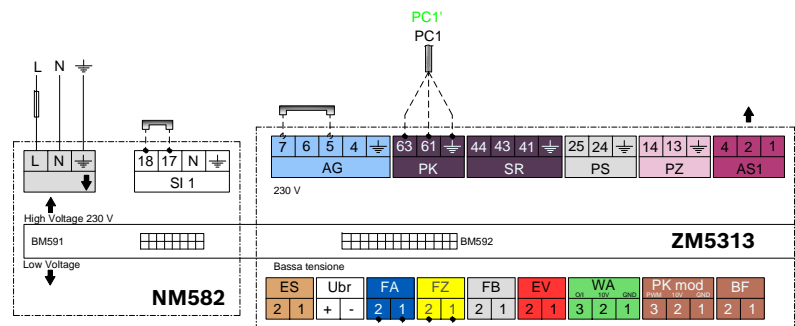 PC1'
PC1
L N ⏚
L N ⏚
18 17 N ⏚
SI 1
7 6 5 4 ⏚
AG
63 61 ⏚
PK
44 43 41 ⏚
SR
25 24 ⏚
PS
14 13 ⏚
PZ
4 2 1
AS1
230 V
High Voltage 230 V
BM591
BM592
ZM5313
Low Voltage
NM582
Bassa tensione
ES
2 1
Ubr
+ -
FA
2 1
FZ
2 1
FB
2 1
EV
2 1
WA
0/I 10V GND
3 2 1
PK mod
PWM 10V GND
3 2 1
BF
2 1